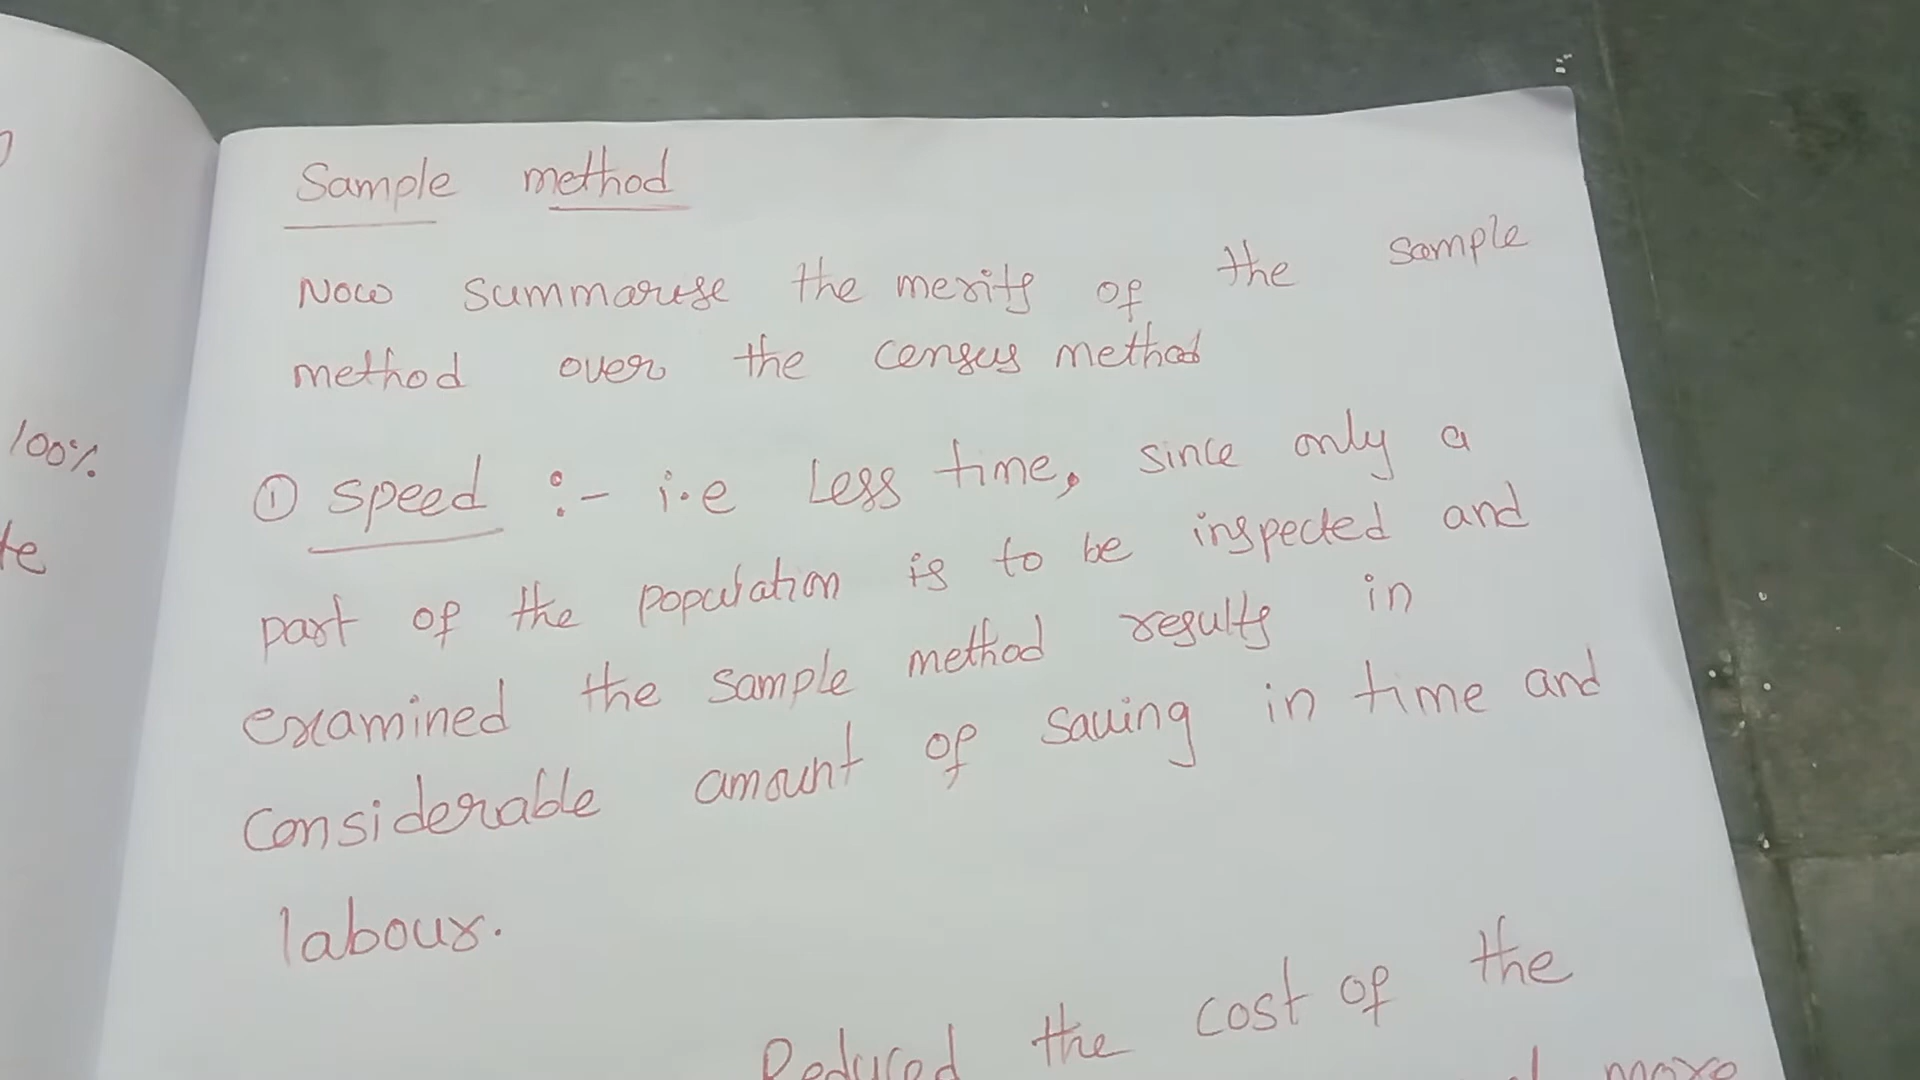 100%
te
Sample method
Now summaruse the merits of the sample
method over the census method
① speed :- i.e Less time, since only a
part of the population is to be inspected and
examined the sample method results in
Considerable amount of saving in time and
labour.
Reduced the cost of the
more